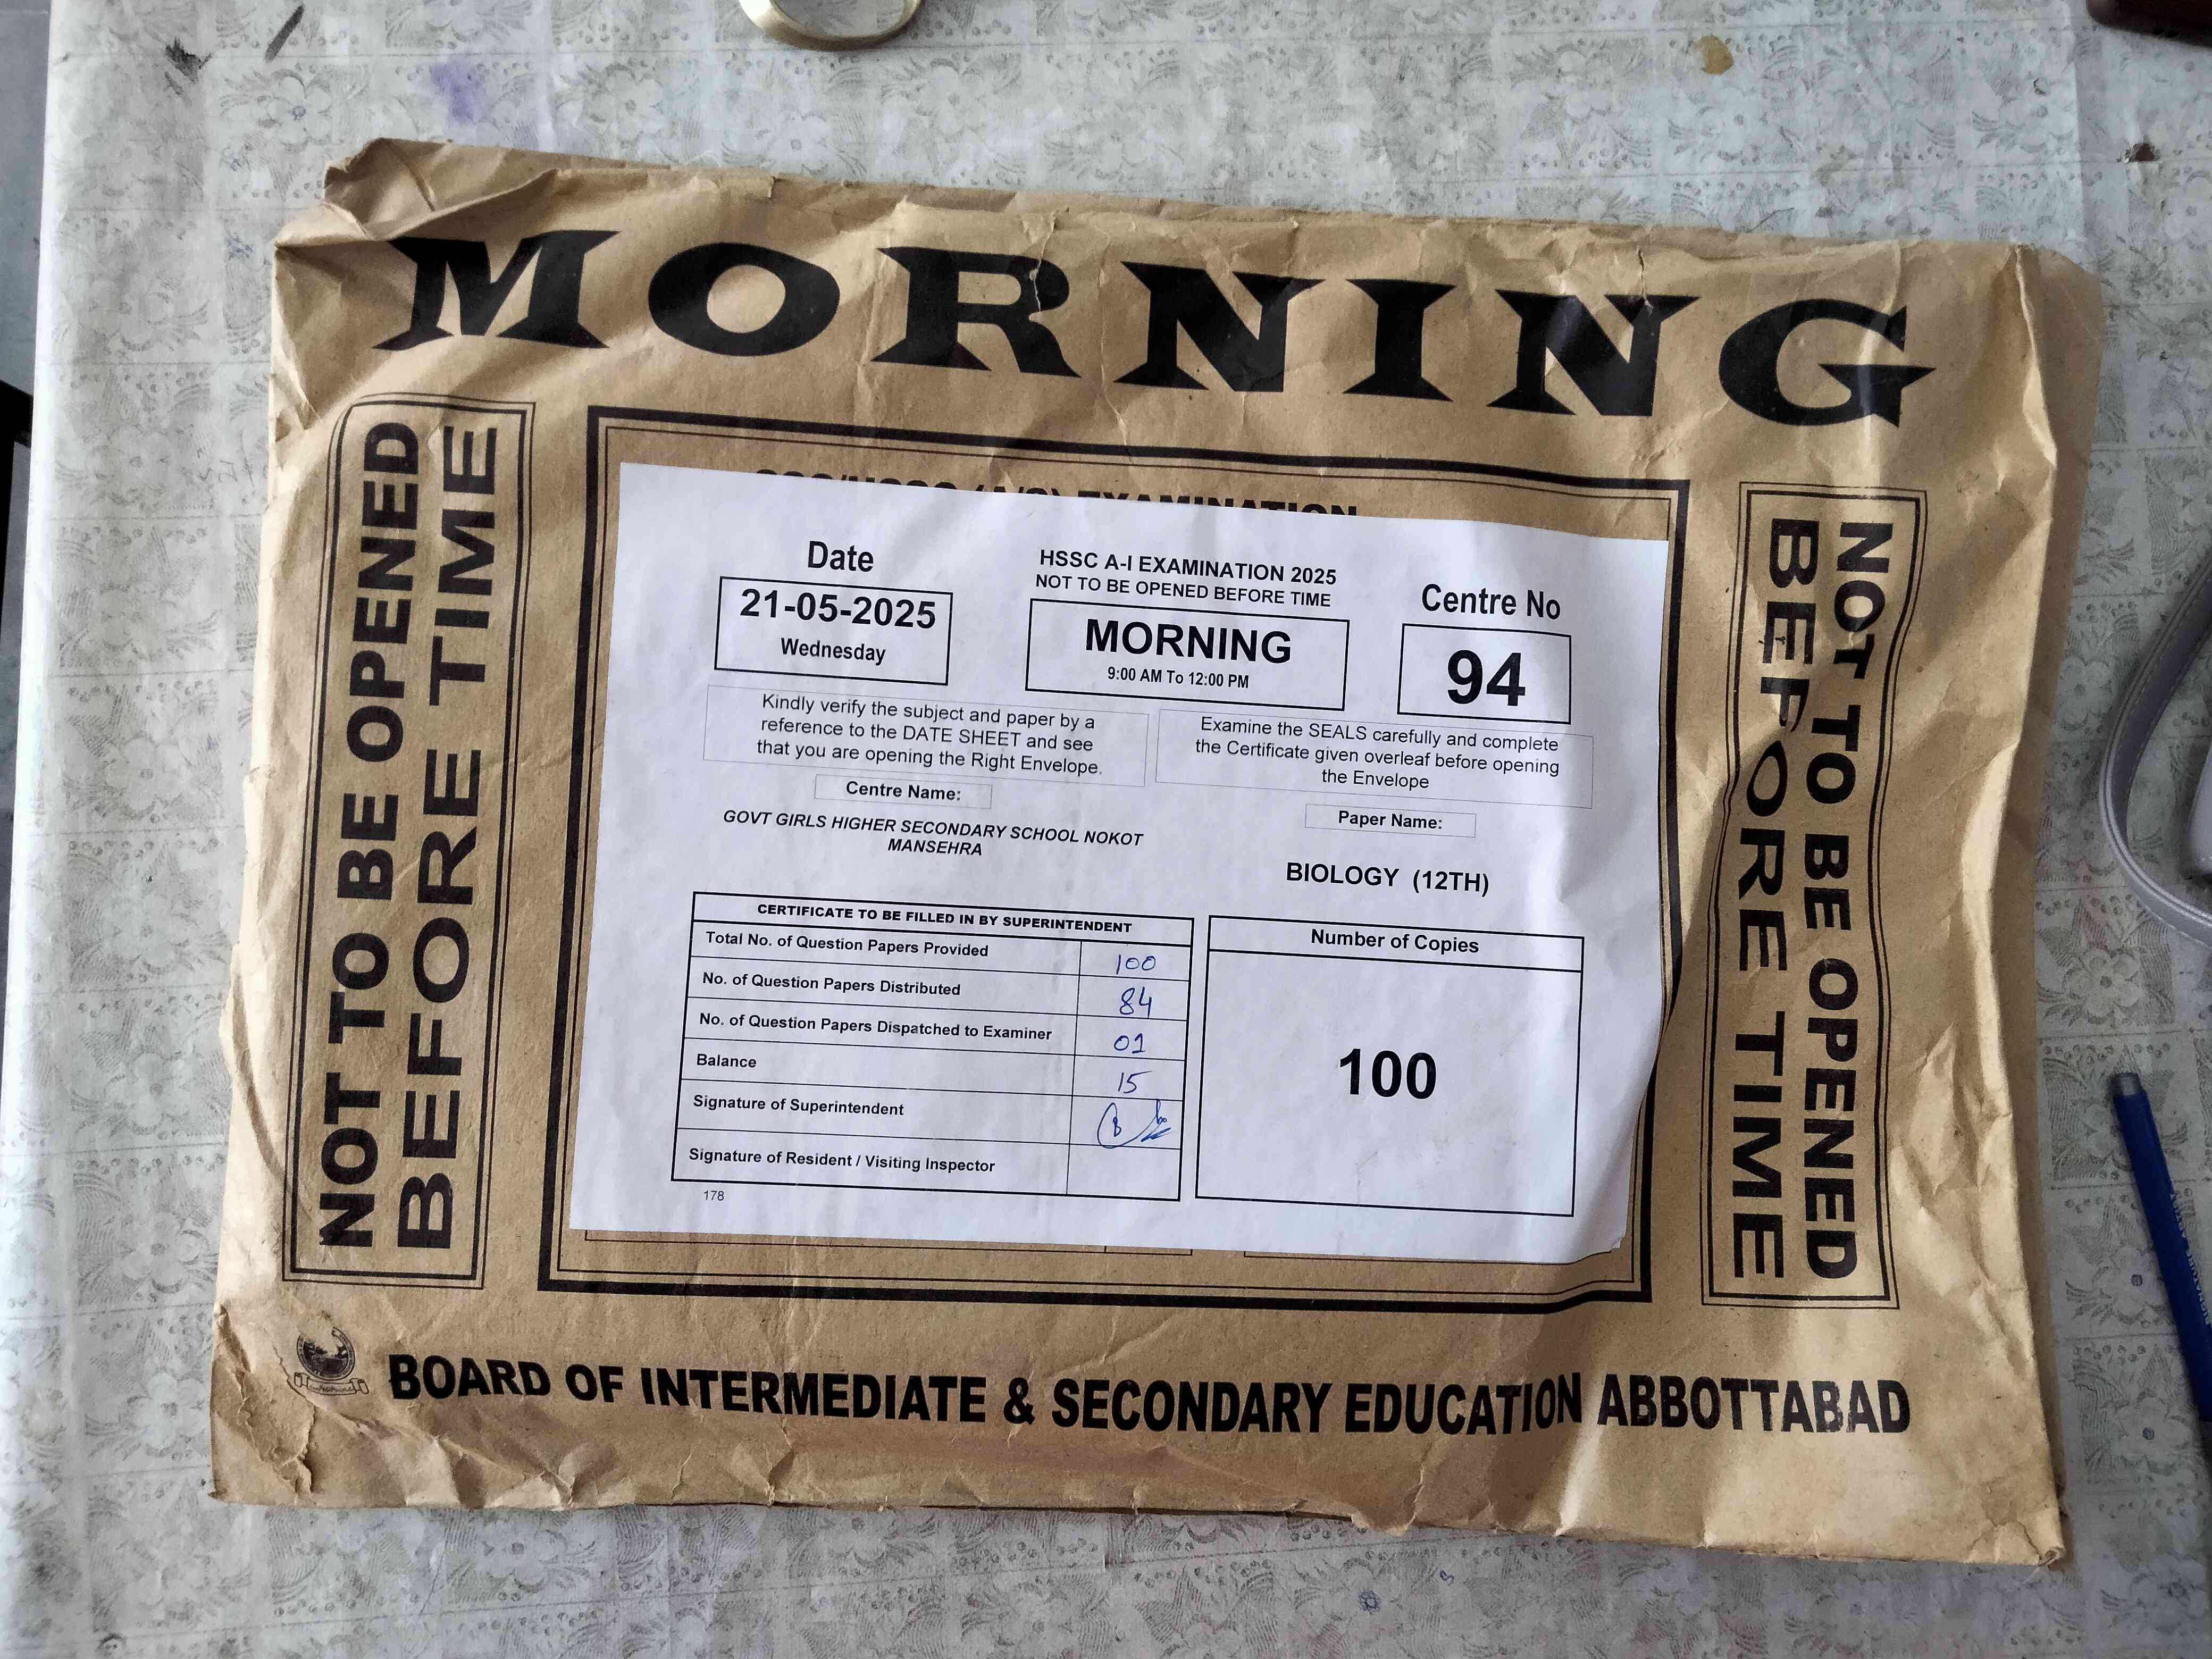 MORNING
NOT TO BE OPENED
BEFORE TIME
EXAMINATION
Date
21-05-2025
Wednesday
HSSC A-I EXAMINATION 2025
NOT TO BE OPENED BEFORE TIME
MORNING
9:00 AM To 12:00 PM
Centre No
94
Kindly verify the subject and paper by a
reference to the DATE SHEET and see
that you are opening the Right Envelope.
Examine the SEALS carefully and complete
the Certificate given overleaf before opening
the Envelope
Centre Name:
GOVT GIRLS HIGHER SECONDARY SCHOOL NOKOT
MANSEHRA
Paper Name:
BIOLOGY (12TH)
CERTIFICATE TO BE FILLED IN BY SUPERINTENDENT
Total No. of Question Papers Provided 100
No. of Question Papers Distributed 84
No. of Question Papers Dispatched to Examiner 01
Balance 15
Signature of Superintendent
Signature of Resident / Visiting Inspector
178
Number of Copies
100
NOT TO BE OPENED
BEFORE TIME
BOARD OF INTERMEDIATE & SECONDARY EDUCATION ABBOTTABAD